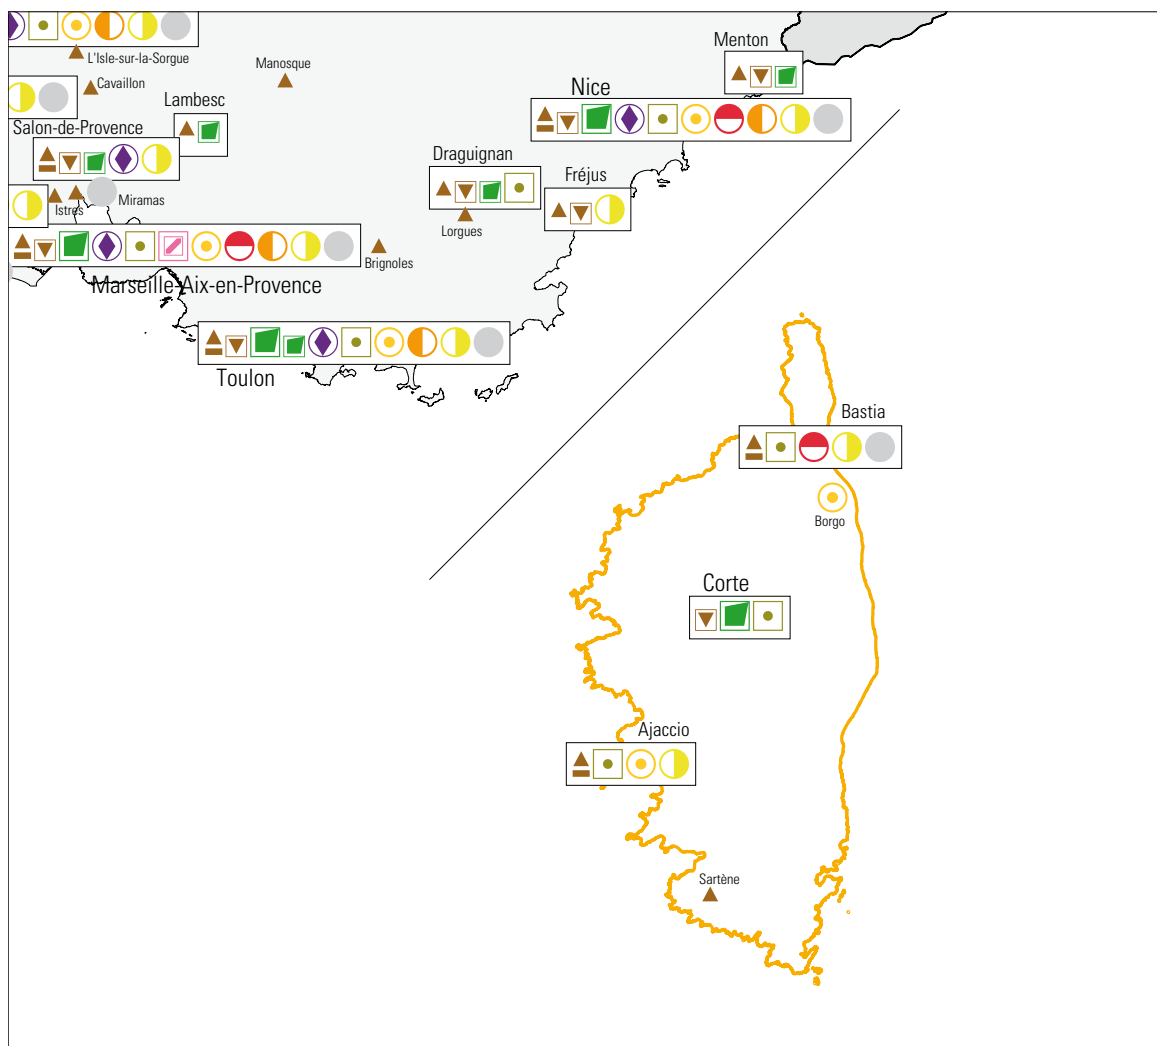 Menton
L'Isle-sur-la-Sorgue
Manosque
Cavaillon
Nice
Lambesc
Salon-de-Provence
Draguignan
Fréjus
Istres
Miramas
Lorgues
Brignoles
Marseille-Aix-en-Provence
Toulon
Bastia
Borgo
Corte
Ajaccio
Sartène